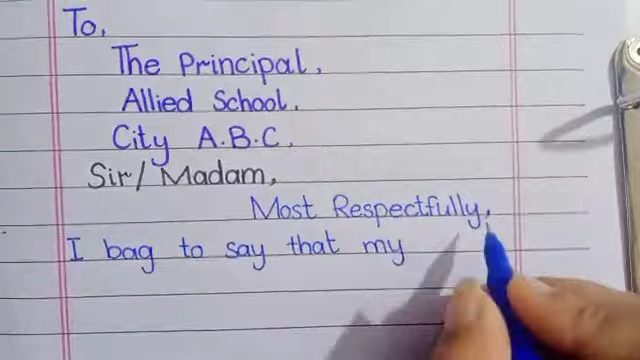 To,
The Principal,
Allied School.
City A.B.C.
Sir/Madam,
Most Respectfully,
I bag to say that my